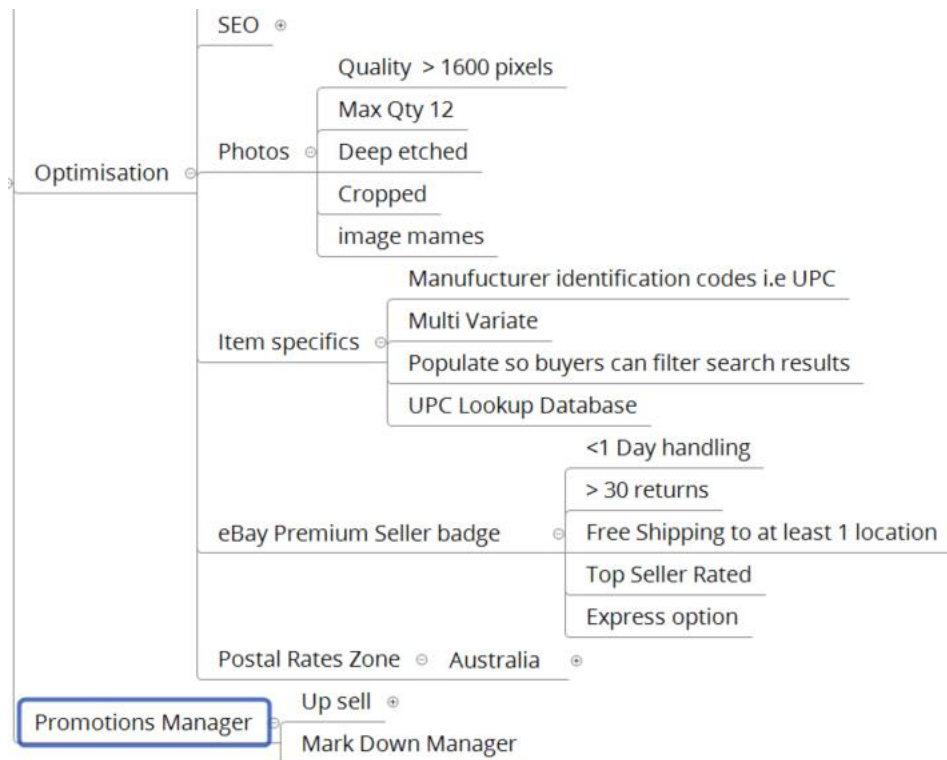 SEO
Quality > 1600 pixels
Max Qty 12
Photos
Deep etched
Optimisation
Cropped
image mames
Manufucturer identification codes i.e UPC
Multi Variate
Item specifics
Populate so buyers can filter search results
UPC Lookup Database
<1 Day handling
> 30 returns
eBay Premium Seller badge
Free Shipping to at least 1 location
Top Seller Rated
Express option
Postal Rates Zone
Australia
Up sell
Promotions Manager
Mark Down Manager